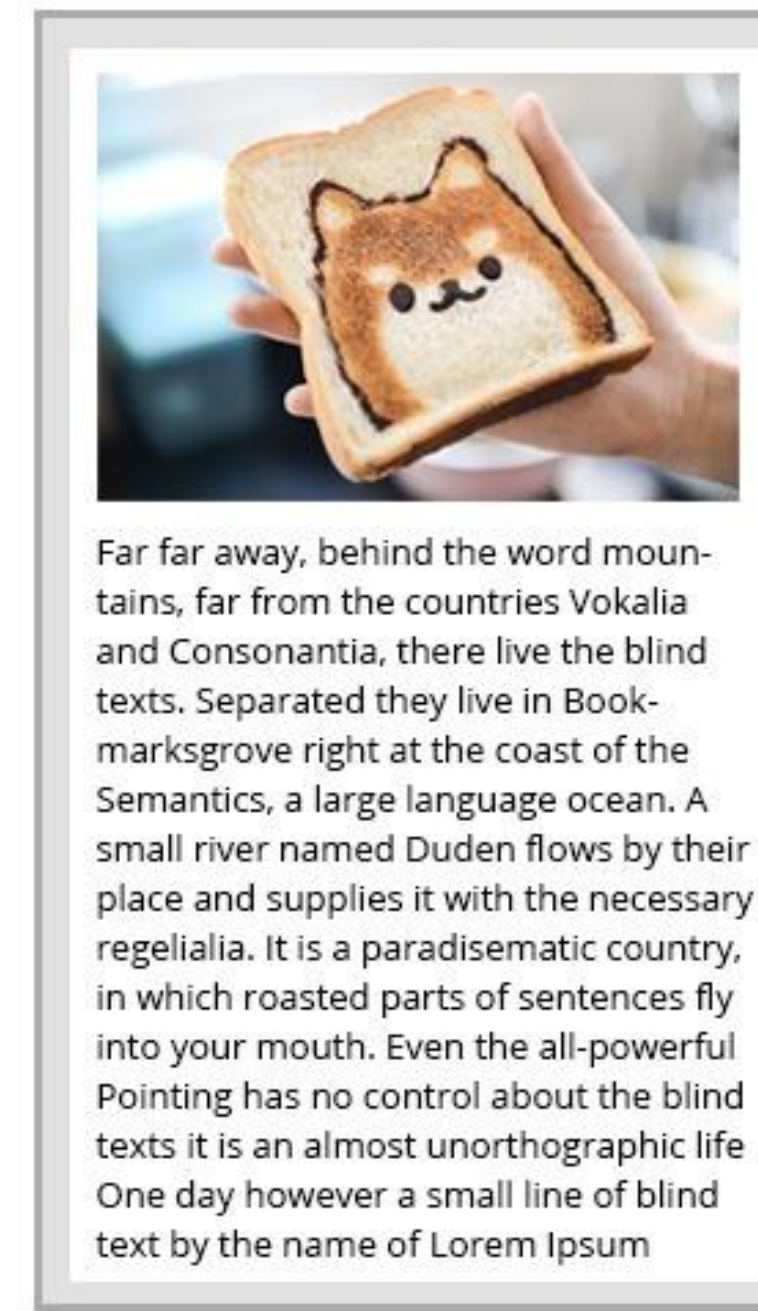 Far far away, behind the word moun-
tains, far from the countries Vokalia
and Consonantia, there live the blind
texts. Separated they live in Book-
marksgrove right at the coast of the
Semantics, a large language ocean. A
small river named Duden flows by their
place and supplies it with the necessary
regelialia. It is a paradisematic country,
in which roasted parts of sentences fly
into your mouth. Even the all-powerful
Pointing has no control about the blind
texts it is an almost unorthographic life
One day however a small line of blind
text by the name of Lorem Ipsum